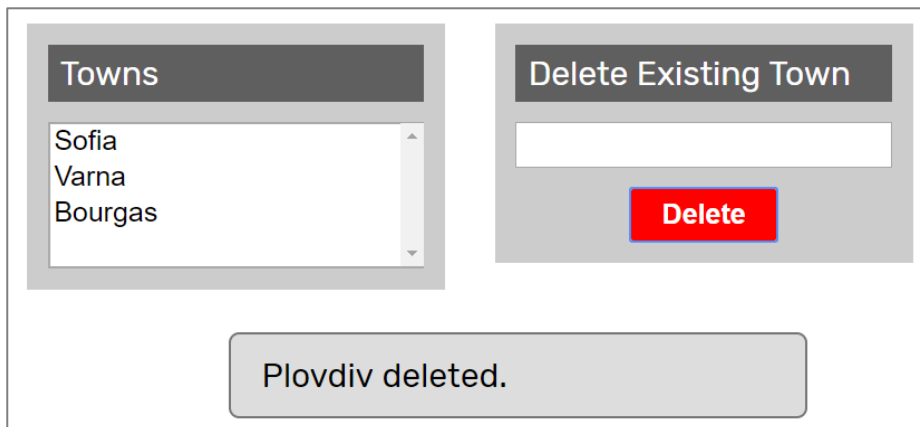 Towns
Sofia
Varna
Bourgas
Delete Existing Town
Delete
Plovdiv deleted.